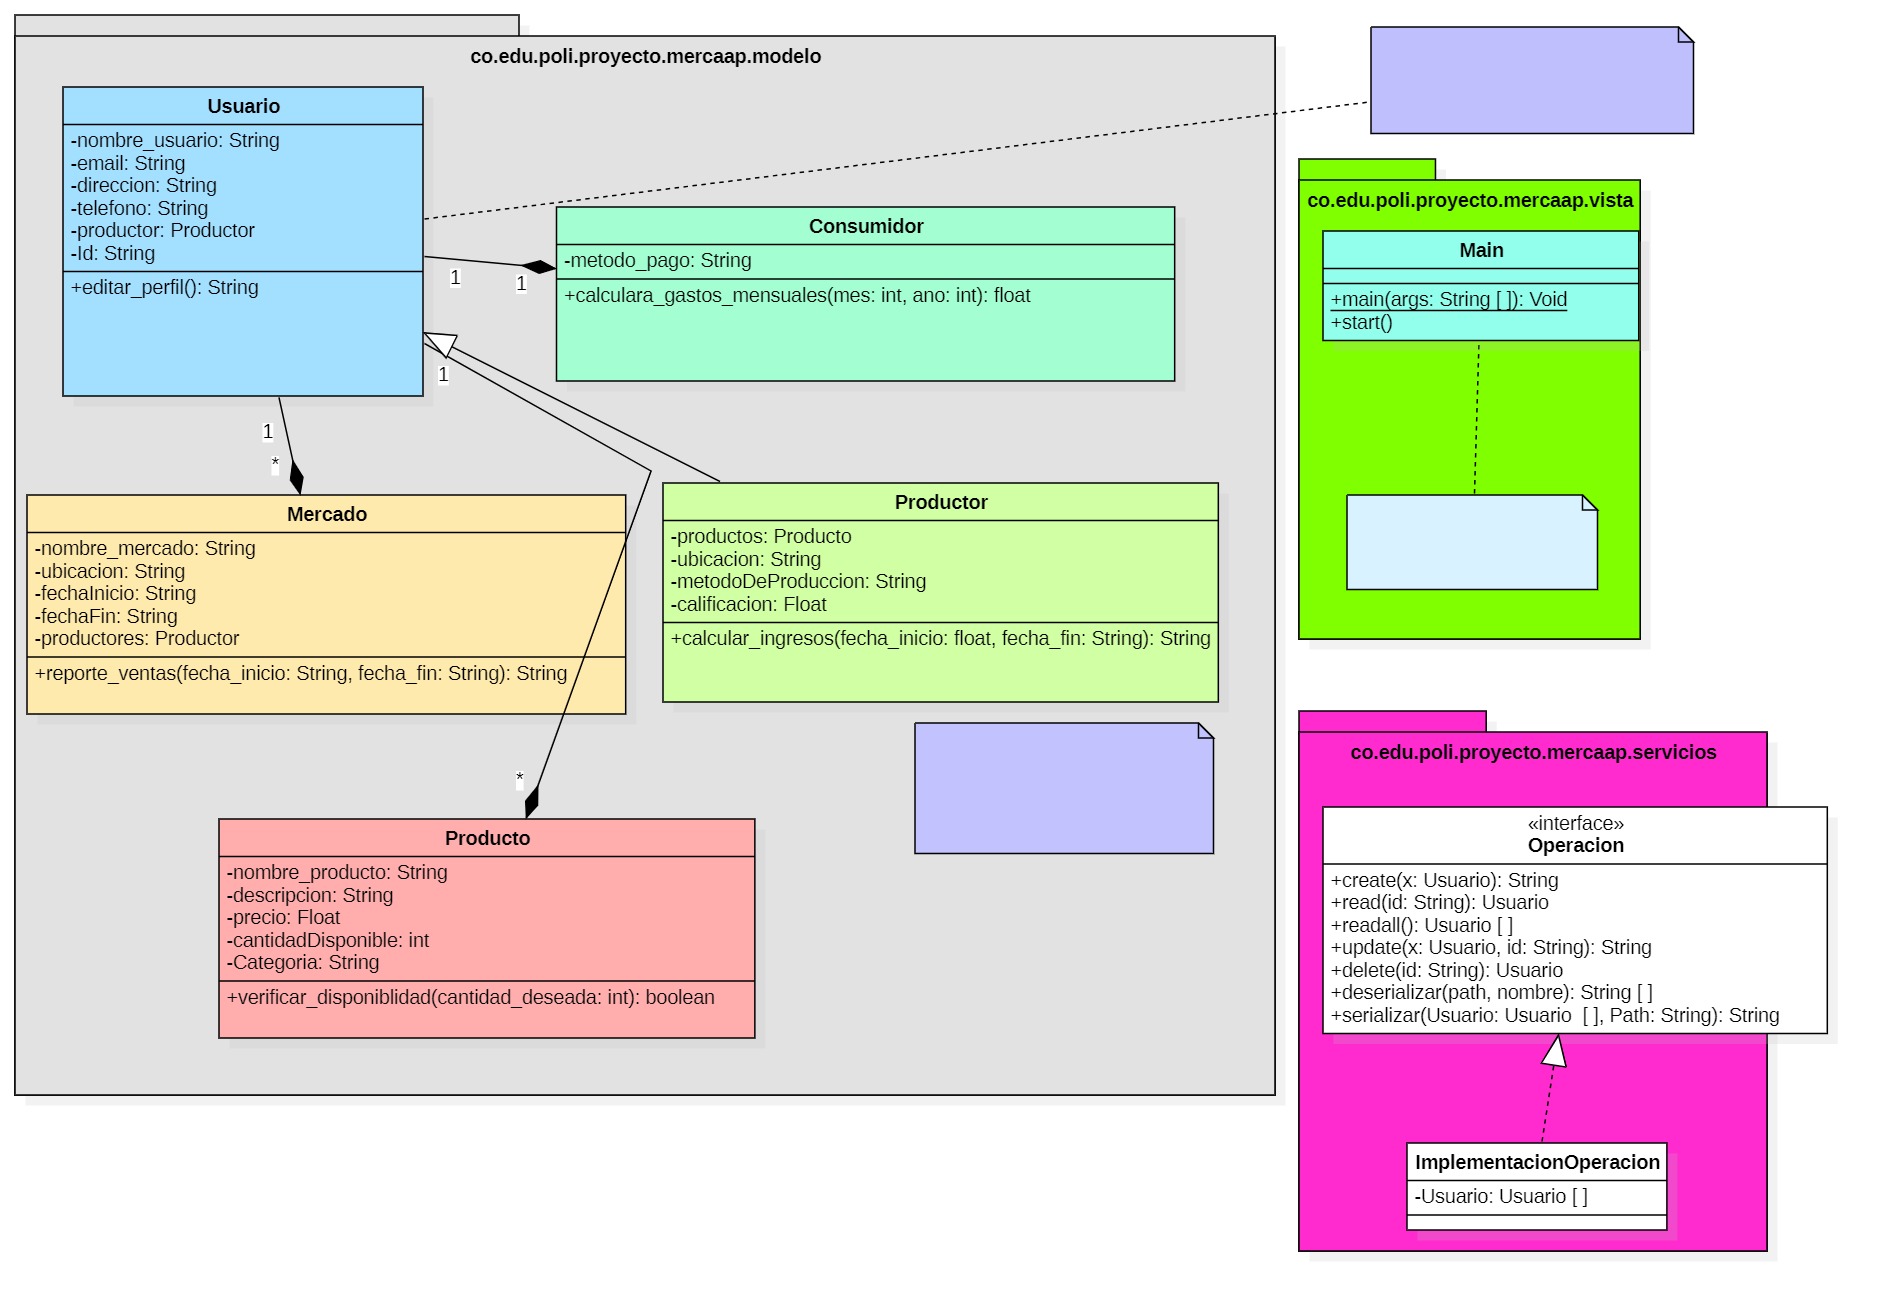 co.edu.poli.proyecto.mercaap.modelo
Usuario
-nombre_usuario: String
-email: String
-direccion: String
-telefono: String
-productor: Productor
-Id: String
+editar_perfil(): String
Consumidor
-metodo_pago: String
+calculara_gastos_mensuales(mes: int, ano: int): float
1
1
1
1
*
Mercado
-nombre_mercado: String
-ubicacion: String
-fechaInicio: String
-fechaFin: String
-productores: Productor
+reporte_ventas(fecha_inicio: String, fecha_fin: String): String
Productor
-productos: Producto
-ubicacion: String
-metodoDeProduccion: String
-calificacion: Float
+calcular_ingresos(fecha_inicio: float, fecha_fin: String): String
*
Producto
-nombre_producto: String
-descripcion: String
-precio: Float
-cantidadDisponible: int
-Categoria: String
+verificar_disponiblidad(cantidad_deseada: int): boolean
co.edu.poli.proyecto.mercaap.vista
Main
+main(args: String [ ]): Void
+start()
co.edu.poli.proyecto.mercaap.servicios
«interface»
Operacion
+create(x: Usuario): String
+read(id: String): Usuario
+readall(): Usuario [ ]
+update(x: Usuario, id: String): String
+delete(id: String): Usuario
+deserializar(path, nombre): String [ ]
+serializar(Usuario: Usuario  [ ], Path: String): String
ImplementacionOperacion
-Usuario: Usuario [ ]